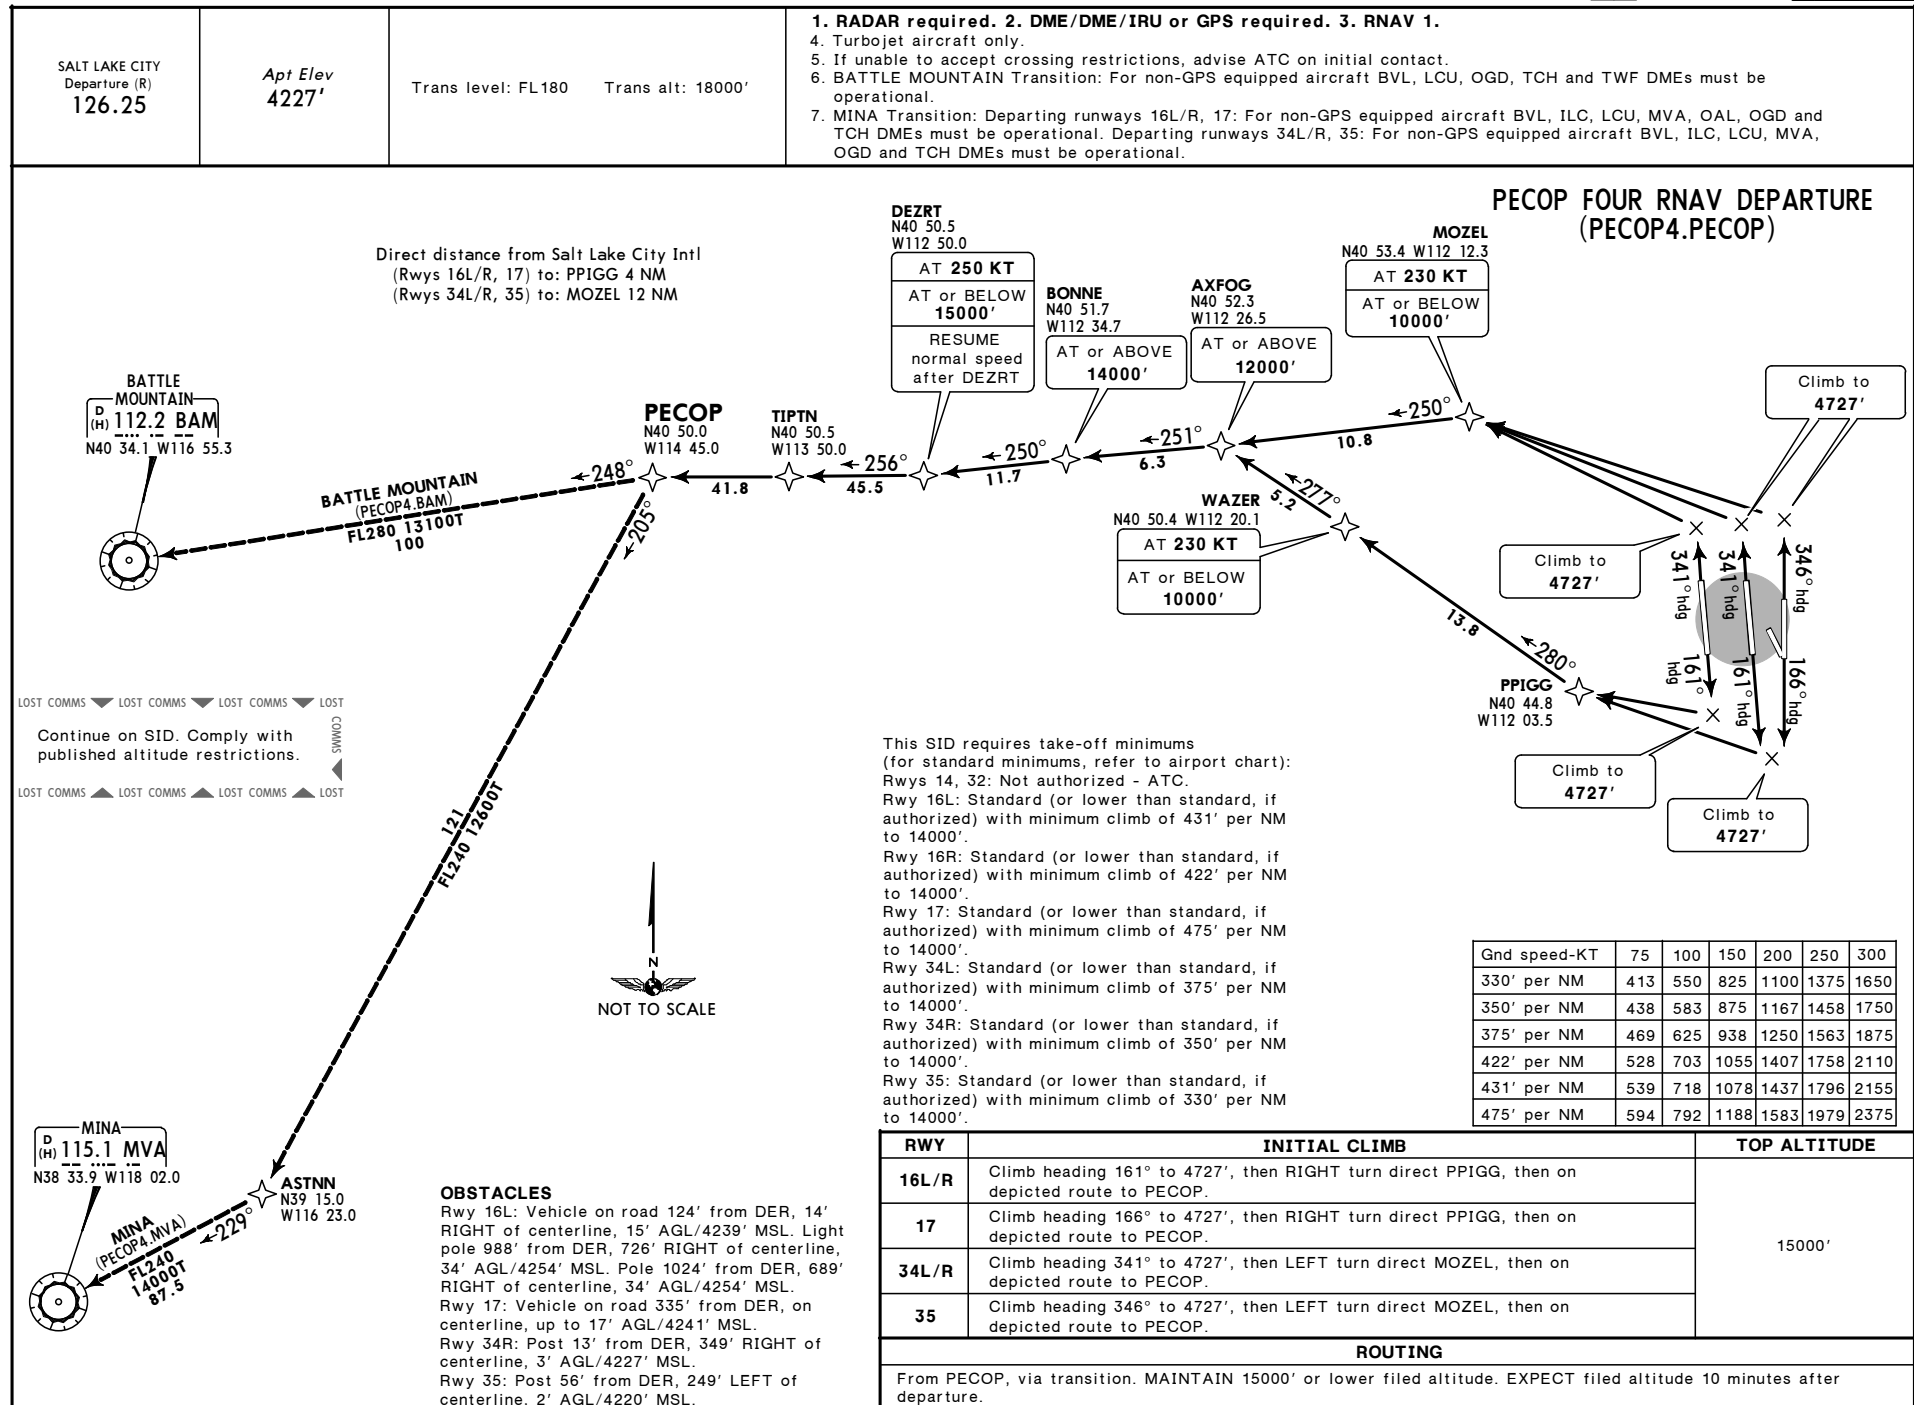 SALT LAKE CITY
Departure (R)
126.25
Apt Elev
4227'
Trans level: FL180 Trans alt: 18000'
1. RADAR required. 2. DME/DME/IRU or GPS required. 3. RNAV 1.
4. Turbojet aircraft only.
5. If unable to accept crossing restrictions, advise ATC on initial contact.
6. BATTLE MOUNTAIN Transition: For non-GPS equipped aircraft BVL, LCU, OGD, TCH and TWF DMEs must be
operational.
7. MINA Transition: Departing runways 16L/R, 17: For non-GPS equipped aircraft BVL, ILC, LCU, MVA, OAL, OGD and
TCH DMEs must be operational. Departing runways 34L/R, 35: For non-GPS equipped aircraft BVL, ILC, LCU, MVA,
OGD and TCH DMEs must be operational.
PECOP FOUR RNAV DEPARTURE
(PECOP4.PECOP)
Direct distance from Salt Lake City Intl
(Rwys 16L/R, 17) to: PPIGG 4 NM
(Rwys 34L/R, 35) to: MOZEL 12 NM
DEZRT
N40 50.5
W112 50.0
AT 250 KT
AT or BELOW
15000'
RESUME
normal speed
after DEZRT
BONNE
N40 51.7
W112 34.7
AT or ABOVE
14000'
AXFOG
N40 52.3
W112 26.5
AT or ABOVE
12000'
MOZEL
N40 53.4 W112 12.3
AT 230 KT
AT or BELOW
10000'
Climb to
4727'
BATTLE
MOUNTAIN
D
(H) 112.2 BAM
N40 34.1 W116 55.3
PECOP
N40 50.0
W114 45.0
TIPTN
N40 50.5
W113 50.0
250°
10.8
251°
6.3
250°
11.7
256°
45.5
41.8
248°
BATTLE MOUNTAIN
(PECOP4.BAM)
FL280 13100T
100
205°
277°
5.2
WAZER
N40 50.4 W112 20.1
AT 230 KT
AT or BELOW
10000'
Climb to
4727'
341° hdg
341° hdg
346° hdg
13.8
280°
161°
hdg
161° hdg
166° hdg
PPIGG
N40 44.8
W112 03.5
Climb to
4727'
Climb to
4727'
LOST COMMS LOST COMMS LOST COMMS LOST
COMMS
Continue on SID. Comply with
published altitude restrictions.
LOST COMMS LOST COMMS LOST COMMS LOST
121
FL240 12600T
N
NOT TO SCALE
This SID requires take-off minimums
(for standard minimums, refer to airport chart):
Rwys 14, 32: Not authorized - ATC.
Rwy 16L: Standard (or lower than standard, if
authorized) with minimum climb of 431' per NM
to 14000'.
Rwy 16R: Standard (or lower than standard, if
authorized) with minimum climb of 422' per NM
to 14000'.
Rwy 17: Standard (or lower than standard, if
authorized) with minimum climb of 475' per NM
to 14000'.
Rwy 34L: Standard (or lower than standard, if
authorized) with minimum climb of 375' per NM
to 14000'.
Rwy 34R: Standard (or lower than standard, if
authorized) with minimum climb of 350' per NM
to 14000'.
Rwy 35: Standard (or lower than standard, if
authorized) with minimum climb of 330' per NM
to 14000'.
Gnd speed-KT 75 100 150 200 250 300
330' per NM 413 550 825 1100 1375 1650
350' per NM 438 583 875 1167 1458 1750
375' per NM 469 625 938 1250 1563 1875
422' per NM 528 703 1055 1407 1758 2110
431' per NM 539 718 1078 1437 1796 2155
475' per NM 594 792 1188 1583 1979 2375
MINA
D
(H) 115.1 MVA
N38 33.9 W118 02.0
ASTNN
N39 15.0
W116 23.0
229°
MINA
(PECOP4.MVA)
FL240
14000T
87.5
OBSTACLES
Rwy 16L: Vehicle on road 124' from DER, 14'
RIGHT of centerline, 15' AGL/4239' MSL. Light
pole 988' from DER, 726' RIGHT of centerline,
34' AGL/4254' MSL. Pole 1024' from DER, 689'
RIGHT of centerline, 34' AGL/4254' MSL.
Rwy 17: Vehicle on road 335' from DER, on
centerline, up to 17' AGL/4241' MSL.
Rwy 34R: Post 13' from DER, 349' RIGHT of
centerline, 3' AGL/4227' MSL.
Rwy 35: Post 56' from DER, 249' LEFT of
centerline, 2' AGL/4220' MSL.
RWY INITIAL CLIMB TOP ALTITUDE
16L/R Climb heading 161° to 4727', then RIGHT turn direct PPIGG, then on
depicted route to PECOP.
17 Climb heading 166° to 4727', then RIGHT turn direct PPIGG, then on
depicted route to PECOP.
15000'
34L/R Climb heading 341° to 4727', then LEFT turn direct MOZEL, then on
depicted route to PECOP.
35 Climb heading 346° to 4727', then LEFT turn direct MOZEL, then on
depicted route to PECOP.
ROUTING
From PECOP, via transition. MAINTAIN 15000' or lower filed altitude. EXPECT filed altitude 10 minutes after
departure.